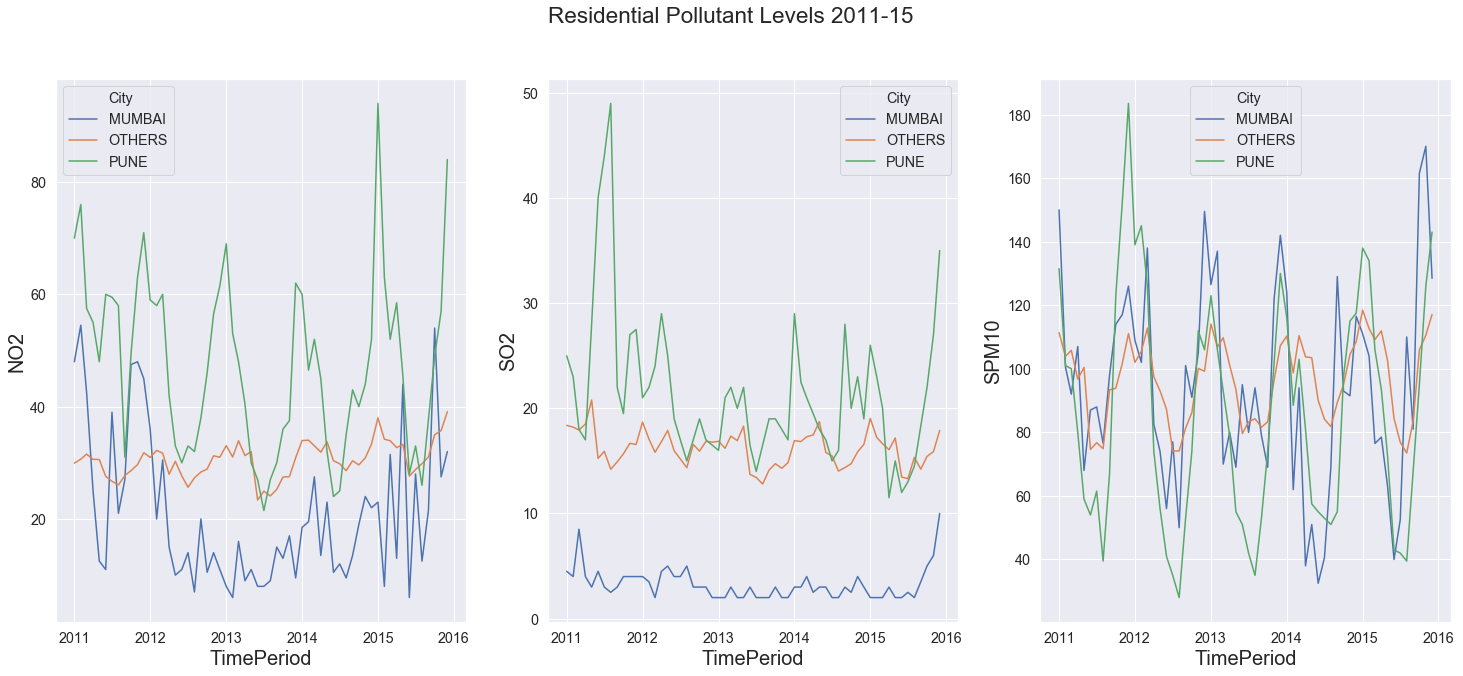 Residential Pollutant Levels 2011-15
NO2
80
60
40
20
City
MUMBAI
OTHERS
PUNE
2011 2012 2013 2014 2015 2016
TimePeriod
SO2
50
40
30
20
10
0
City
MUMBAI
OTHERS
PUNE
2011 2012 2013 2014 2015 2016
TimePeriod
SPM10
180
160
140
120
100
80
60
40
City
MUMBAI
OTHERS
PUNE
2011 2012 2013 2014 2015 2016
TimePeriod